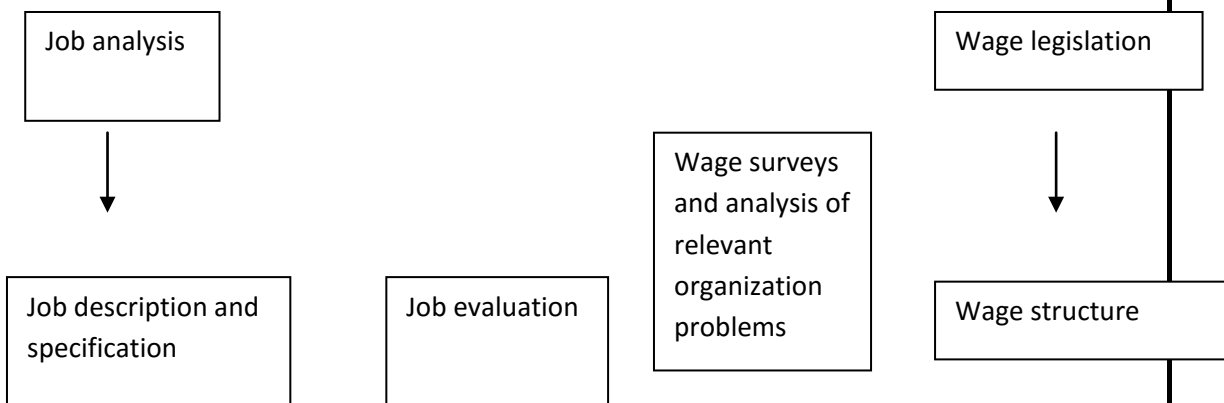 Job analysis
Wage legislation
Wage surveys
and analysis of
relevant
organization
problems
Job description and
specification
Job evaluation
Wage structure